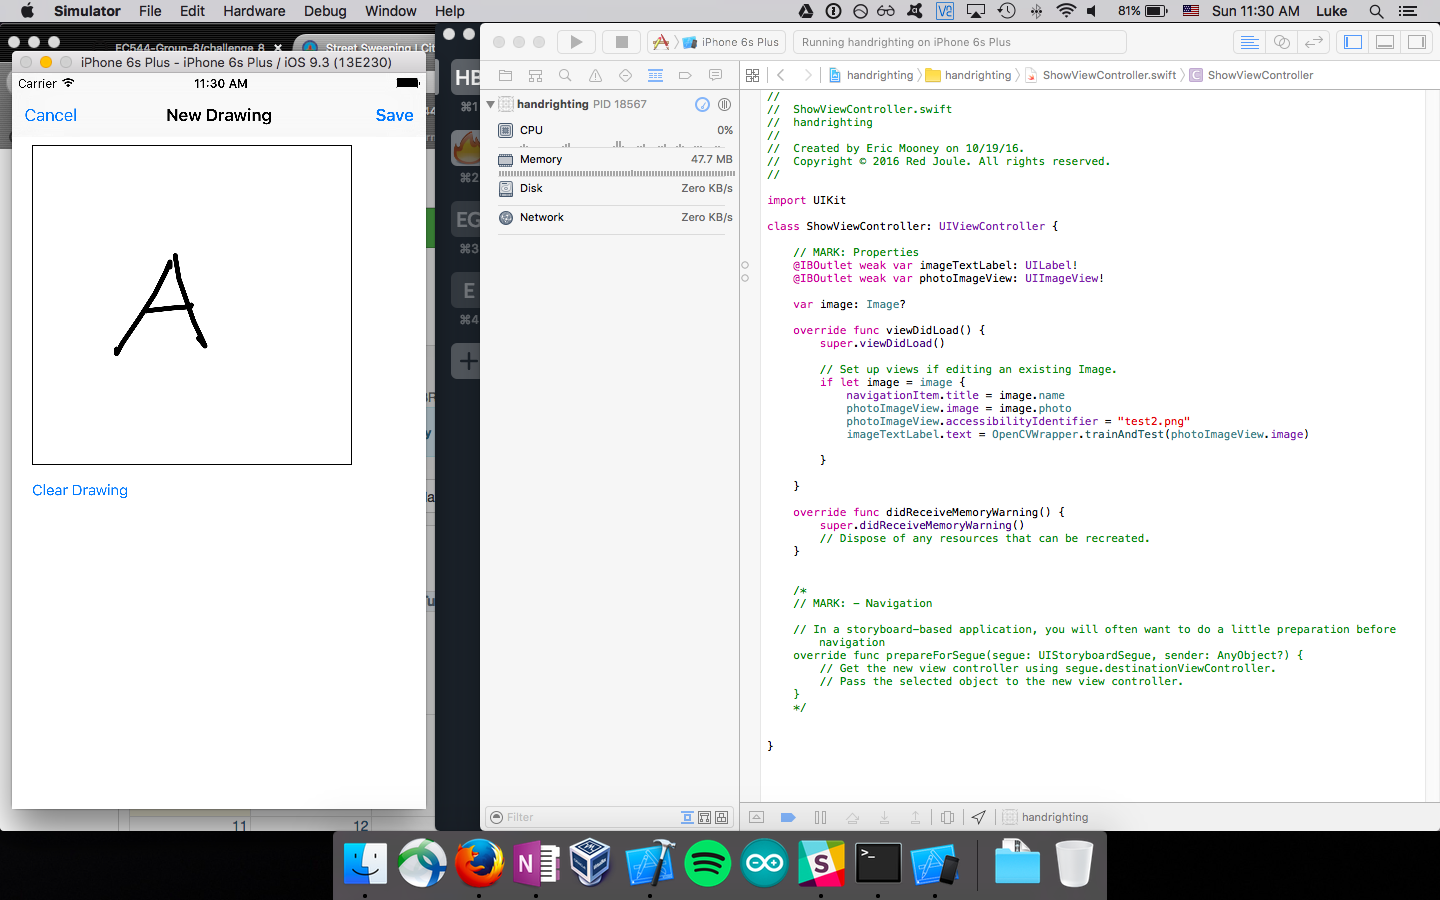 Simulator File Edit Hardware Debug Window Help
81% Sun 11:30 AM Luke
EC544-Group-8/challenge 8
Street Sweeping | Cit
iPhone 6s Plus - iPhone 6s Plus / iOS 9.3 (13E230)
Carrier 11:30 AM
Cancel New Drawing Save
A
Clear Drawing
11 12
HB
⌘1
⌘2
EG
⌘3
E
⌘4
+
iPhone 6s Plus
Running handrighting on iPhone 6s Plus
handrighting handrighting ShowViewController.swift C ShowViewController
handrighting PID 18567
CPU 0%
Memory 47.7 MB
Disk Zero KB/s
Network Zero KB/s
Filter
//
// ShowViewController.swift
// handrighting
//
// Created by Eric Mooney on 10/19/16.
// Copyright © 2016 Red Joule. All rights reserved.
//
import UIKit
class ShowViewController: UIViewController {
// MARK: Properties
@IBOutlet weak var imageTextLabel: UILabel!
@IBOutlet weak var photoImageView: UIImageView!
var image: Image?
override func viewDidLoad() {
super.viewDidLoad()
// Set up views if editing an existing Image.
if let image = image {
navigationItem.title = image.name
photoImageView.image = image.photo
photoImageView.accessibilityIdentifier = "test2.png"
imageTextLabel.text = OpenCVWrapper.trainAndTest(photoImageView.image)
}
}
override func didReceiveMemoryWarning() {
super.didReceiveMemoryWarning()
// Dispose of any resources that can be recreated.
}
/*
// MARK: - Navigation
// In a storyboard-based application, you will often want to do a little preparation before
navigation
override func prepareForSegue(segue: UIStoryboardSegue, sender: AnyObject?) {
// Get the new view controller using segue.destinationViewController.
// Pass the selected object to the new view controller.
}
*/
}
handrighting